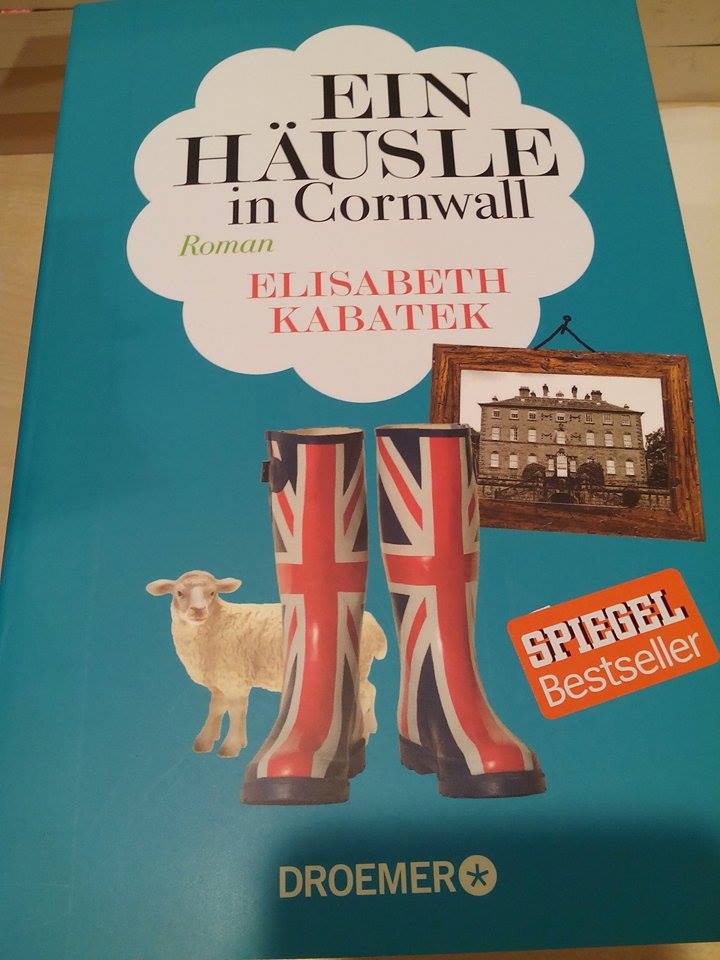 EIN
HÄUSLE
in Cornwall
Roman
ELISABETH
KABATEK
SPIEGEL
Bestseller
DROEMER